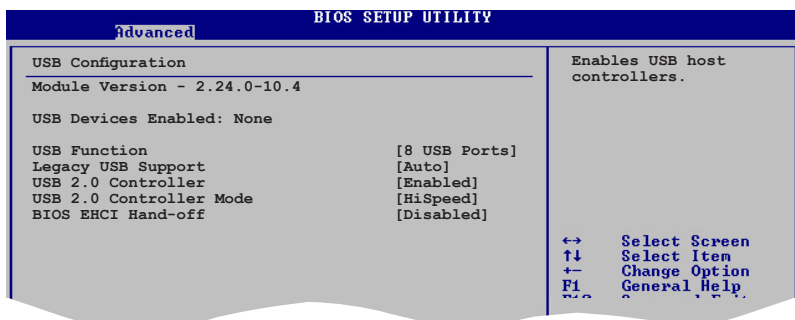 BIOS SETUP UTILITY
Advanced
USB Configuration
Module Version - 2.24.0-10.4
USB Devices Enabled: None
USB Function [8 USB Ports]
Legacy USB Support [Auto]
USB 2.0 Controller [Enabled]
USB 2.0 Controller Mode [HiSpeed]
BIOS EHCI Hand-off [Disabled]
Enables USB host
controllers.
←→ Select Screen
↑↓ Select Item
+- Change Option
F1 General Help